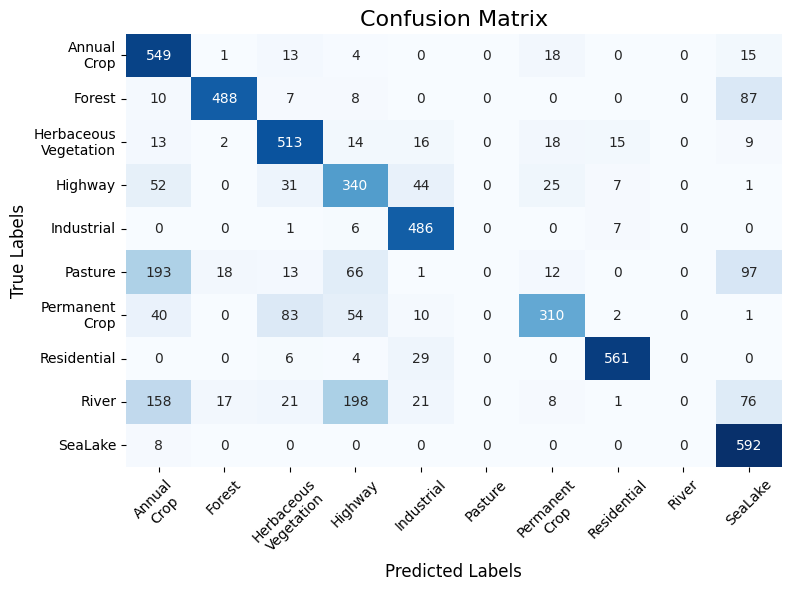 Confusion Matrix
Annual
Crop
549 1 13 4 0 0 18 0 0 15
Forest
10 488 7 8 0 0 0 0 0 87
Herbaceous
Vegetation
13 2 513 14 16 0 18 15 0 9
Highway
52 0 31 340 44 0 25 7 0 1
Industrial
0 0 1 6 486 0 0 7 0 0
Pasture
193 18 13 66 1 0 12 0 0 97
Permanent
Crop
40 0 83 54 10 0 310 2 0 1
Residential
0 0 6 4 29 0 0 561 0 0
River
158 17 21 198 21 0 8 1 0 76
SeaLake
8 0 0 0 0 0 0 0 0 592
True Labels
Annual
Crop
Forest
Herbaceous
Vegetation
Highway
Industrial
Pasture
Permanent
Crop
Residential
River
SeaLake
Predicted Labels